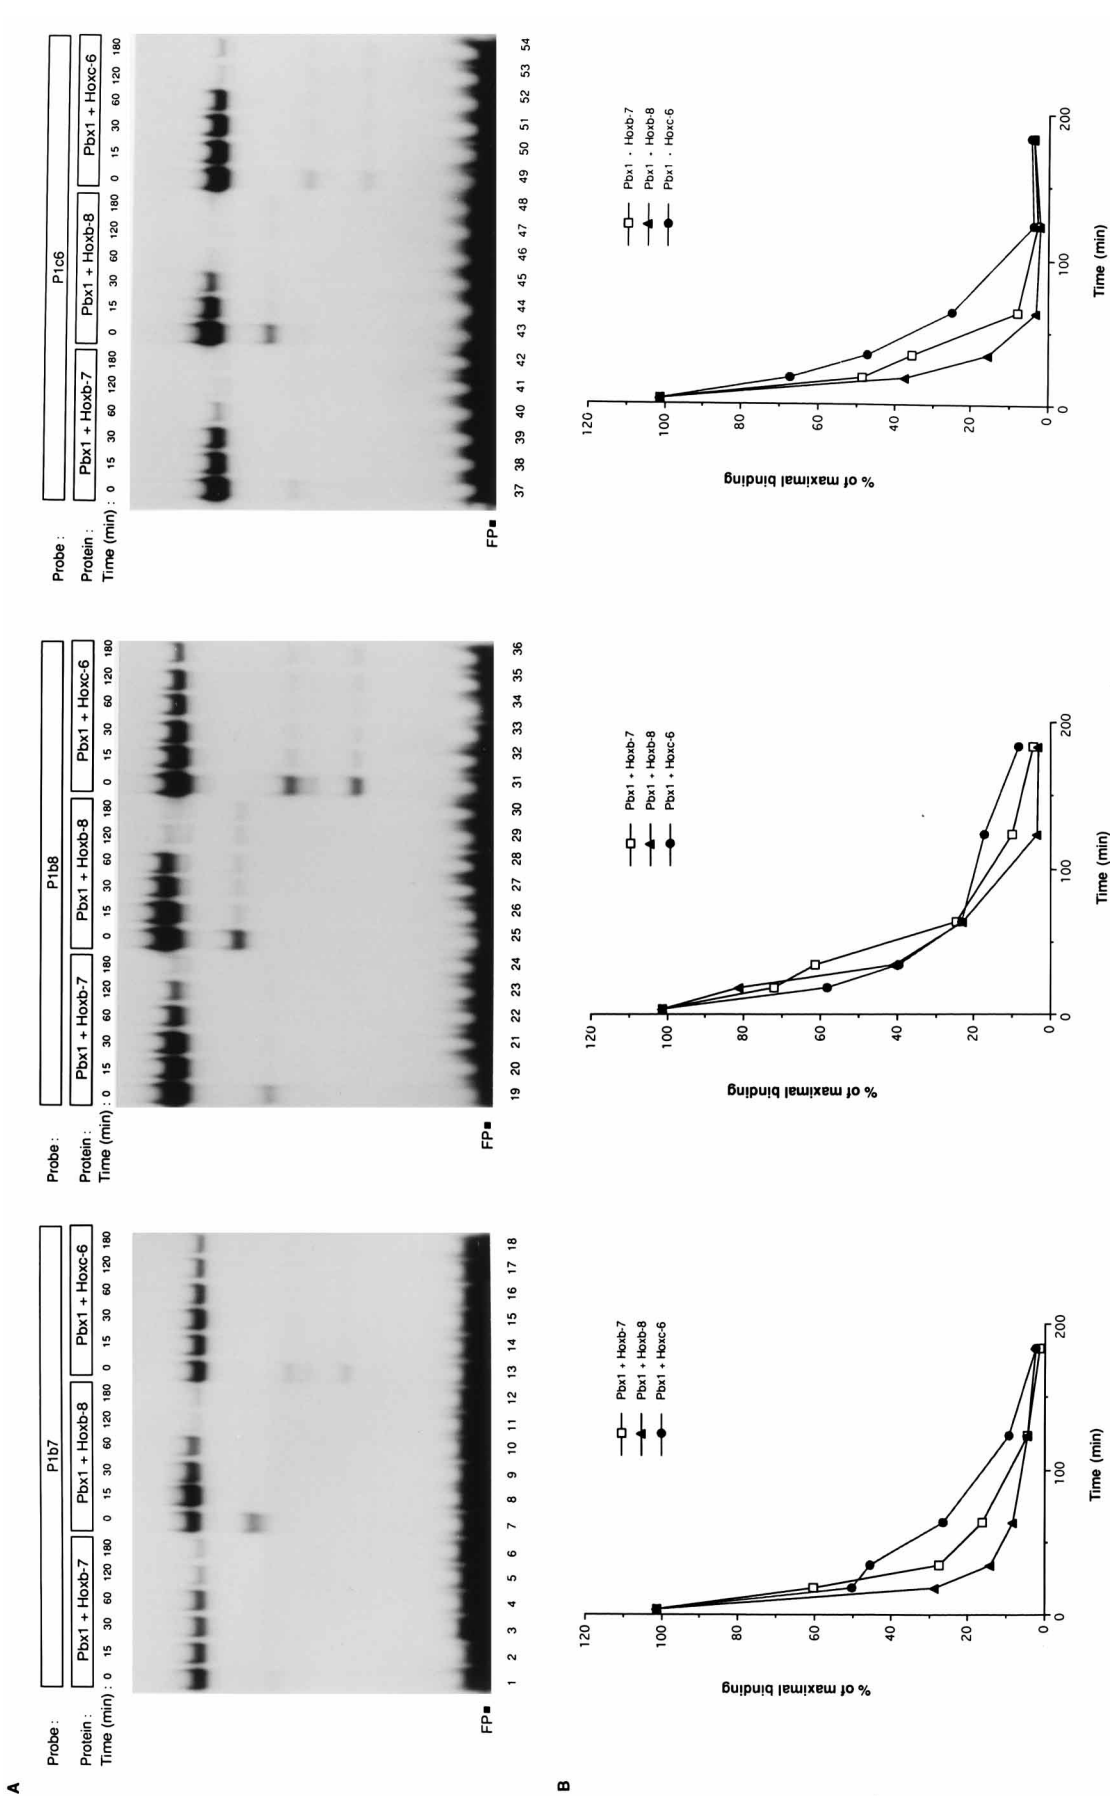 A
Probe :
P1b7
Protein :
Pbx1 + Hoxb-7
Pbx1 + Hoxb-8
Pbx1 + Hoxc-6
Time (min) : 0 15 30 60 120 180 0 15 30 60 120 180 0 15 30 60 120 180
FP
1 2 3 4 5 6 7 8 9 10 11 12 13 14 15 16 17 18
Probe :
P1b8
Protein :
Pbx1 + Hoxb-7
Pbx1 + Hoxb-8
Pbx1 + Hoxc-6
Time (min) : 0 15 30 60 120 180 0 15 30 60 120 180 0 15 30 60 120 180
FP
19 20 21 22 23 24 25 26 27 28 29 30 31 32 33 34 35 36
Probe :
P1c6
Protein :
Pbx1 + Hoxb-7
Pbx1 + Hoxb-8
Pbx1 + Hoxc-6
Time (min) : 0 15 30 60 120 180 0 15 30 60 120 180 0 15 30 60 120 180
FP
37 38 39 40 41 42 43 44 45 46 47 48 49 50 51 52 53 54
B
% of maximal binding
120
100
80
60
40
20
0
Pbx1 + Hoxb-7
Pbx1 + Hoxb-8
Pbx1 + Hoxc-6
0 100 200
Time (min)
% of maximal binding
120
100
80
60
40
20
0
Pbx1 + Hoxb-7
Pbx1 + Hoxb-8
Pbx1 + Hoxc-6
0 100 200
Time (min)
% of maximal binding
120
100
80
60
40
20
0
Pbx1 · Hoxb-7
Pbx1 + Hoxb-8
Pbx1 · Hoxc-6
0 100 200
Time (min)